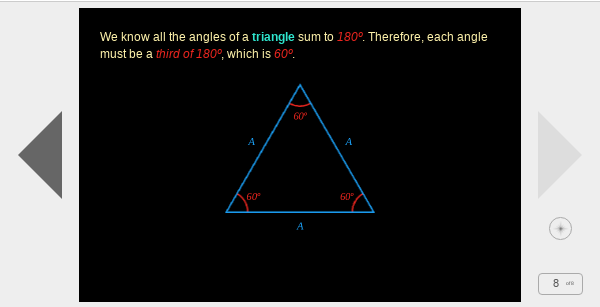 We know all the angles of a triangle sum to 180º. Therefore, each angle
must be a third of 180º, which is 60º.
60º
A A
60º 60º
A
8 of 8